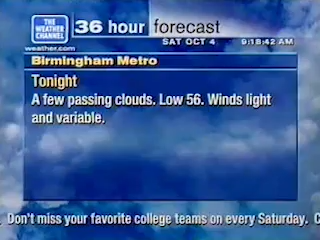 THE
WEATHER
CHANNEL
36 hour forecast
weather.com
SAT OCT 4 9:18:42 AM
Birmingham Metro
Tonight
A few passing clouds. Low 56. Winds light
and variable.
Don't miss your favorite college teams on every Saturday. C